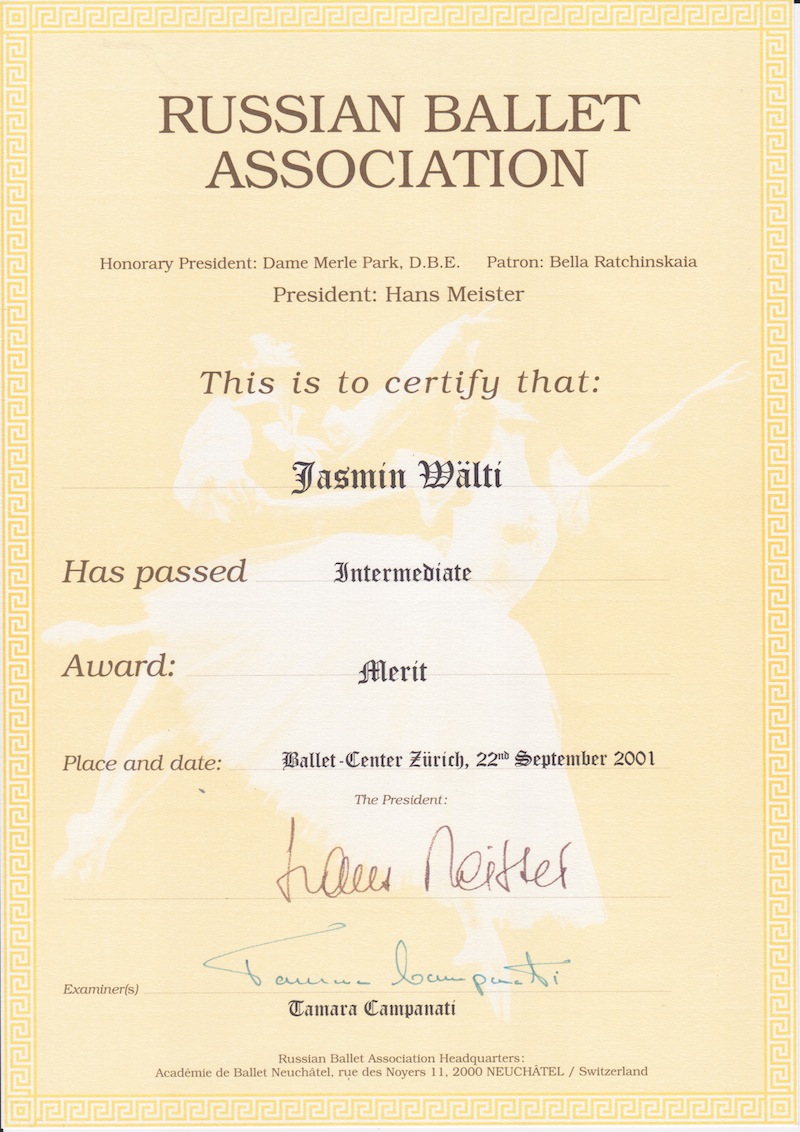 RUSSIAN BALLET
ASSOCIATION
Honorary President: Dame Merle Park, D.B.E. Patron: Bella Ratchinskaia
President: Hans Meister
This is to certify that:
Jasmin Wälti
Has passed Intermediate
Award: Merit
Place and date: Ballet-Center Zürich, 22nd September 2001
The President:
Hans Meister
Tamara Campanati
Examiner(s)
Tamara Campanati
Russian Ballet Association Headquarters:
Académie de Ballet Neuchâtel, rue des Noyers 11, 2000 NEUCHÂTEL / Switzerland